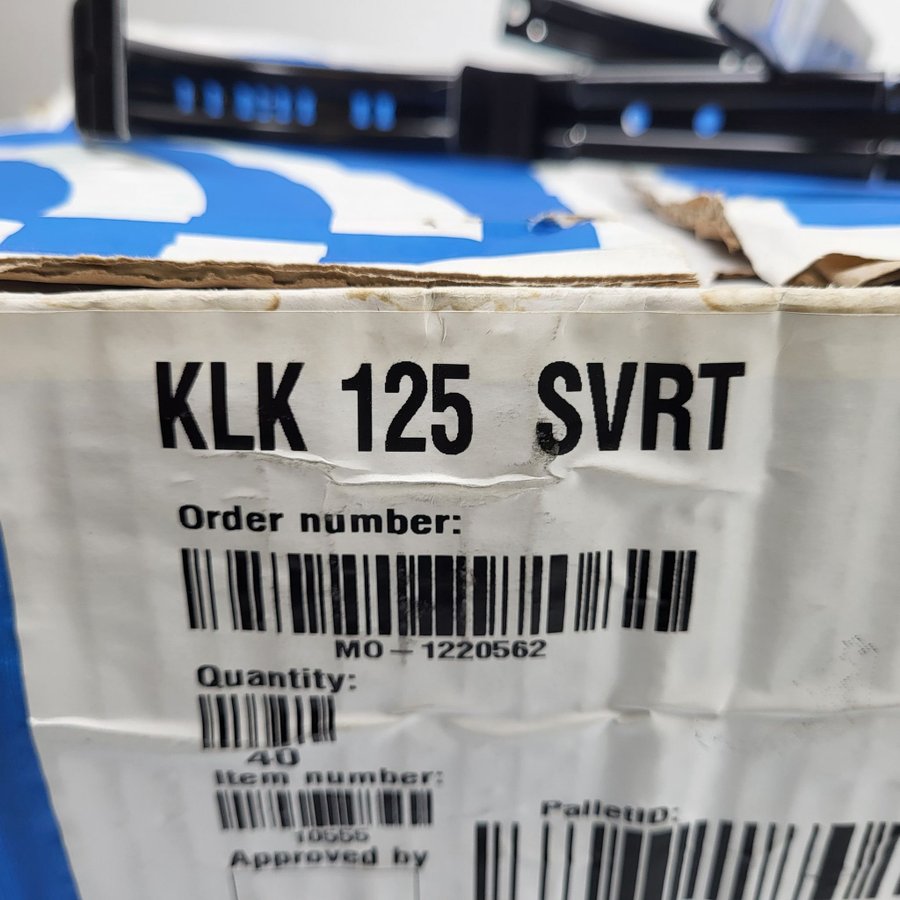 KLK 125 SVRT
Order number:
MO-1220562
Quantity:
40
Item number:
10555
PalletID:
Approved by